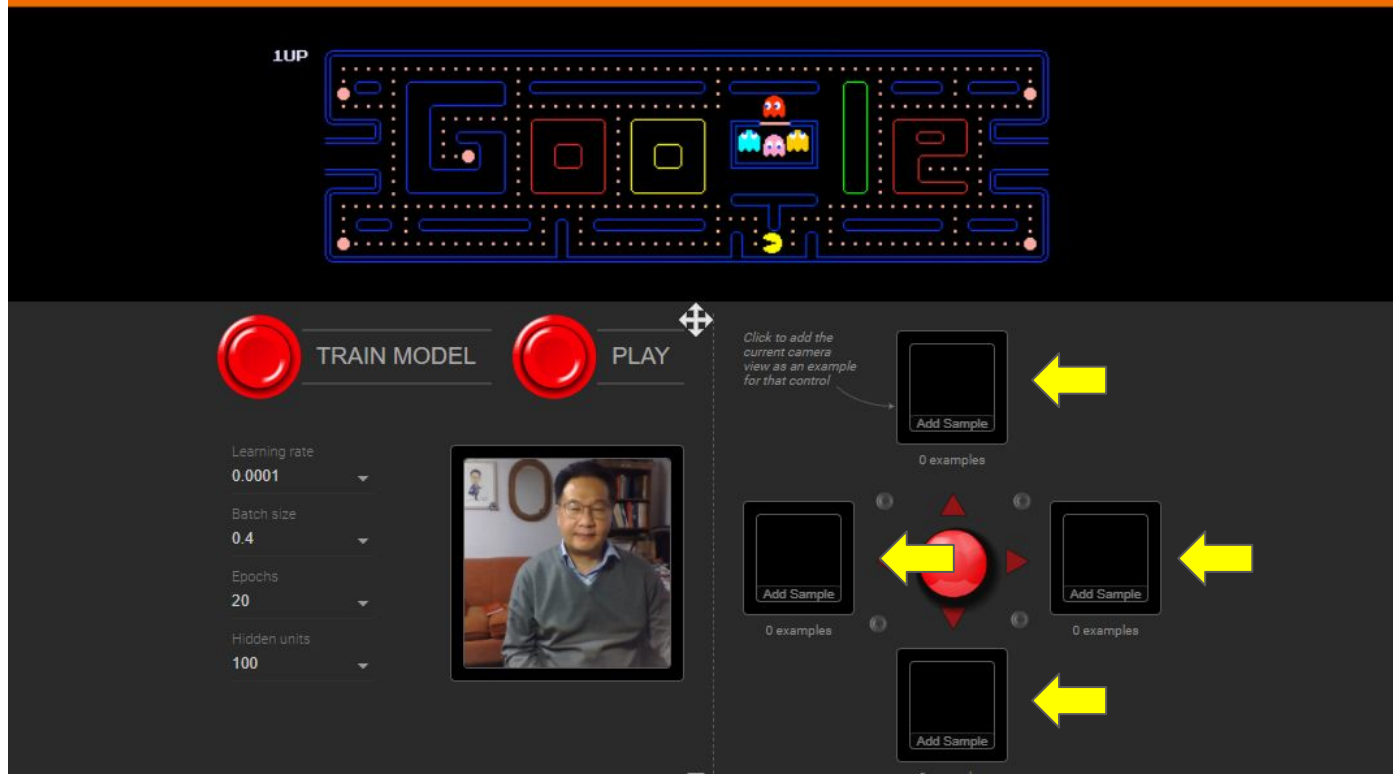 1UP
TRAIN MODEL
PLAY
Click to add the
current camera
view as an example
for that control
Add Sample
0 examples
Learning rate
0.0001
Batch size
0.4
Epochs
20
Hidden units
100
Add Sample
0 examples
Add Sample
0 examples
Add Sample